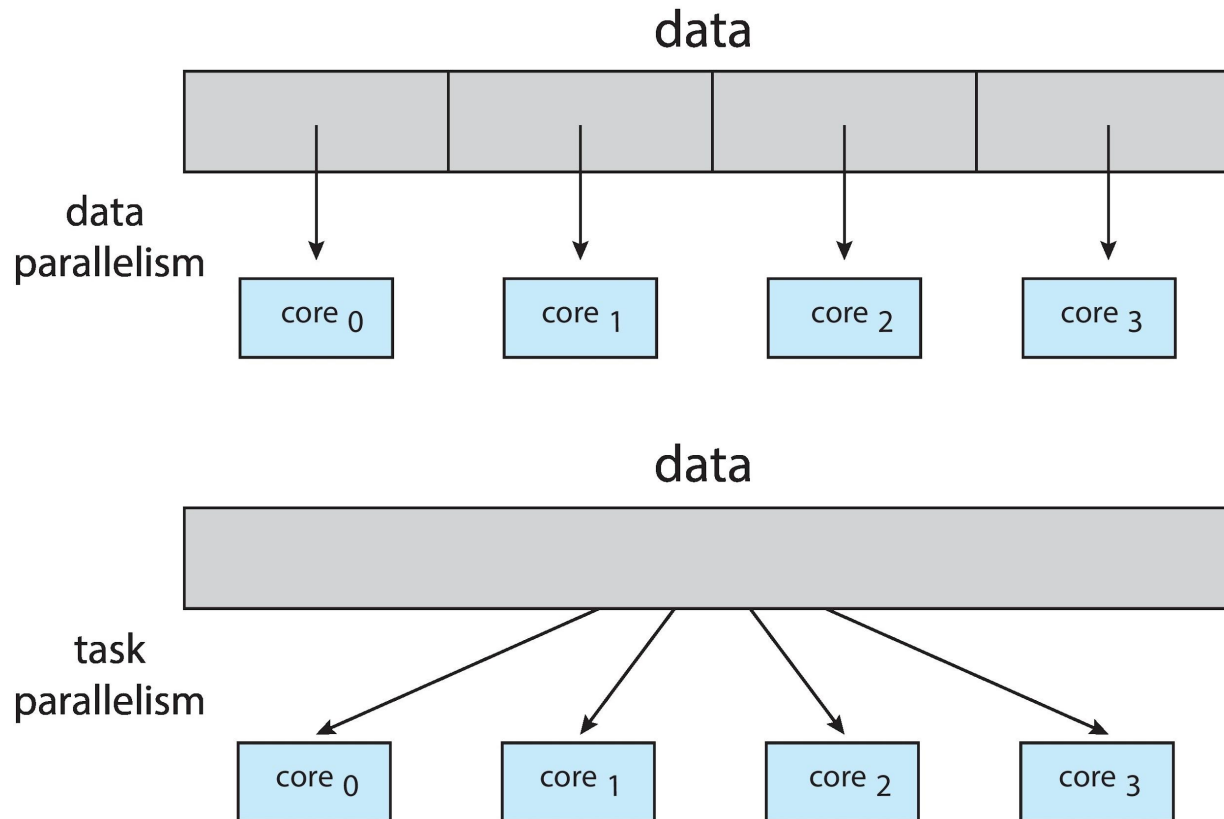 data
data
parallelism
core 0
core 1
core 2
core 3
data
task
parallelism
core 0
core 1
core 2
core 3